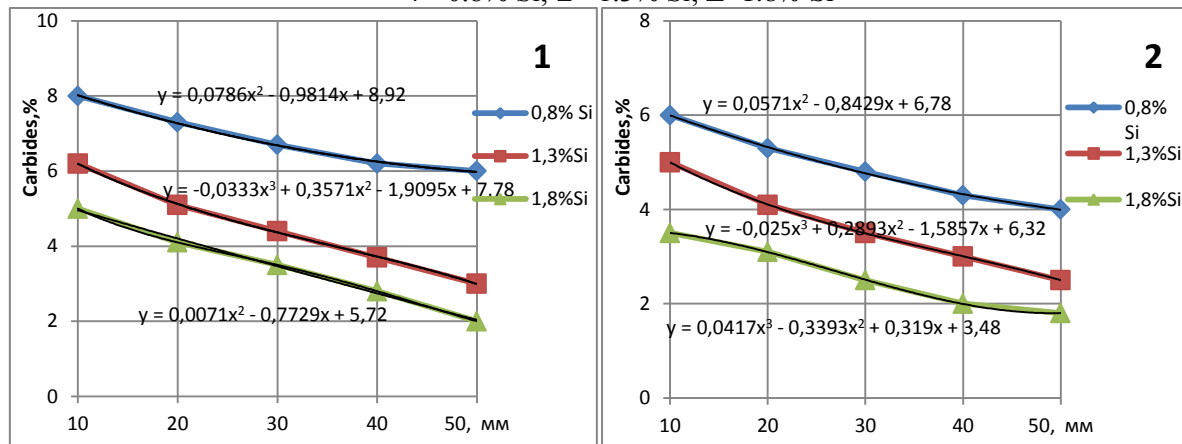 10
8
6
4
2
0
Carbides,%
10 20 30 40 50, мм
1
y = 0,0786x² - 0,9814x + 8,92
y = -0,0333x³ + 0,3571x² - 1,9095x + 7,78
y = 0,0071x² - 0,7729x + 5,72
0,8% Si
1,3%Si
1,8%Si
8
6
4
2
0
Carbides,%
10 20 30 40 50, мм
2
y = 0,0571x² - 0,8429x + 6,78
y = -0,025x³ + 0,2893x² - 1,5857x + 6,32
y = 0,0417x³ - 0,3393x² + 0,319x + 3,48
0,8%
Si
1,3%Si
1,8%Si